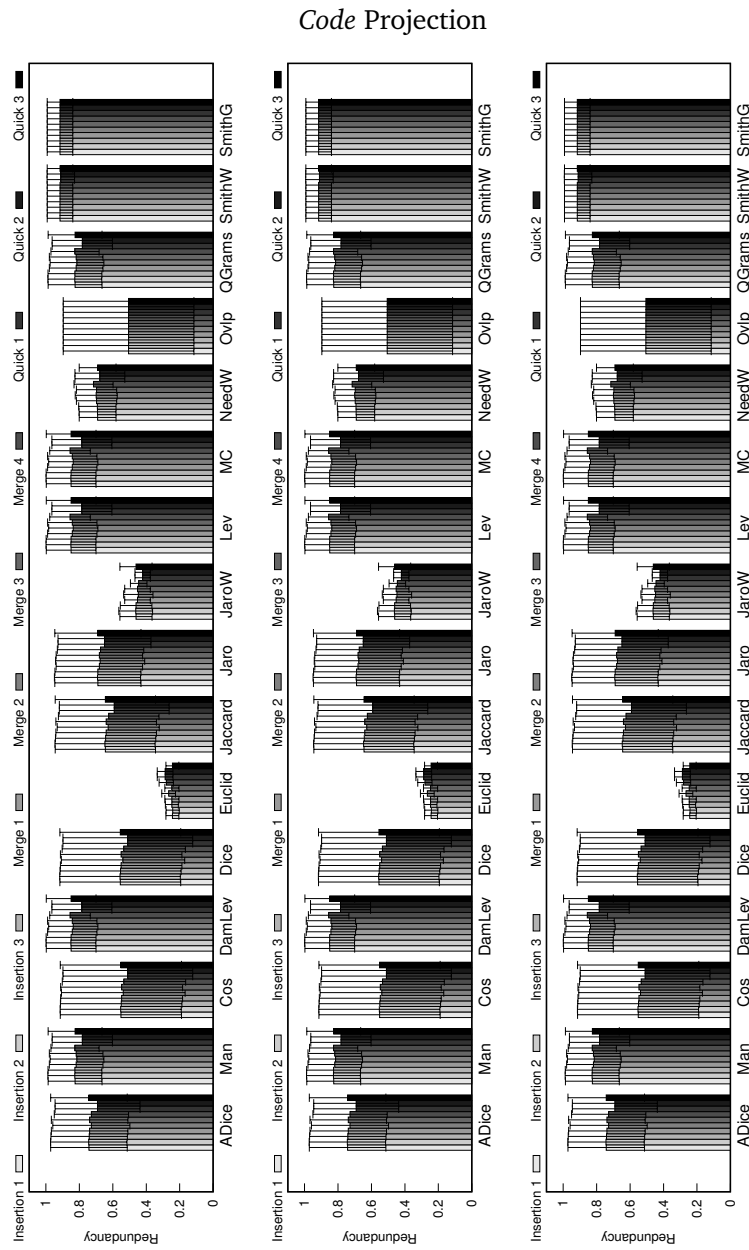 Code Projection
Insertion 1 Insertion 2 Insertion 3 Merge 1 Merge 2 Merge 3 Merge 4 Quick 1 Quick 2 Quick 3
Redundancy
1
0.8
0.6
0.4
0.2
0
ADice Man Cos DamLev Dice Euclid Jaccard Jaro JaroW Lev MC NeedW Ovlp QGrams SmithW SmithG
Insertion 1 Insertion 2 Insertion 3 Merge 1 Merge 2 Merge 3 Merge 4 Quick 1 Quick 2 Quick 3
Redundancy
1
0.8
0.6
0.4
0.2
0
ADice Man Cos DamLev Dice Euclid Jaccard Jaro JaroW Lev MC NeedW Ovlp QGrams SmithW SmithG
Insertion 1 Insertion 2 Insertion 3 Merge 1 Merge 2 Merge 3 Merge 4 Quick 1 Quick 2 Quick 3
Redundancy
1
0.8
0.6
0.4
0.2
0
ADice Man Cos DamLev Dice Euclid Jaccard Jaro JaroW Lev MC NeedW Ovlp QGrams SmithW SmithG